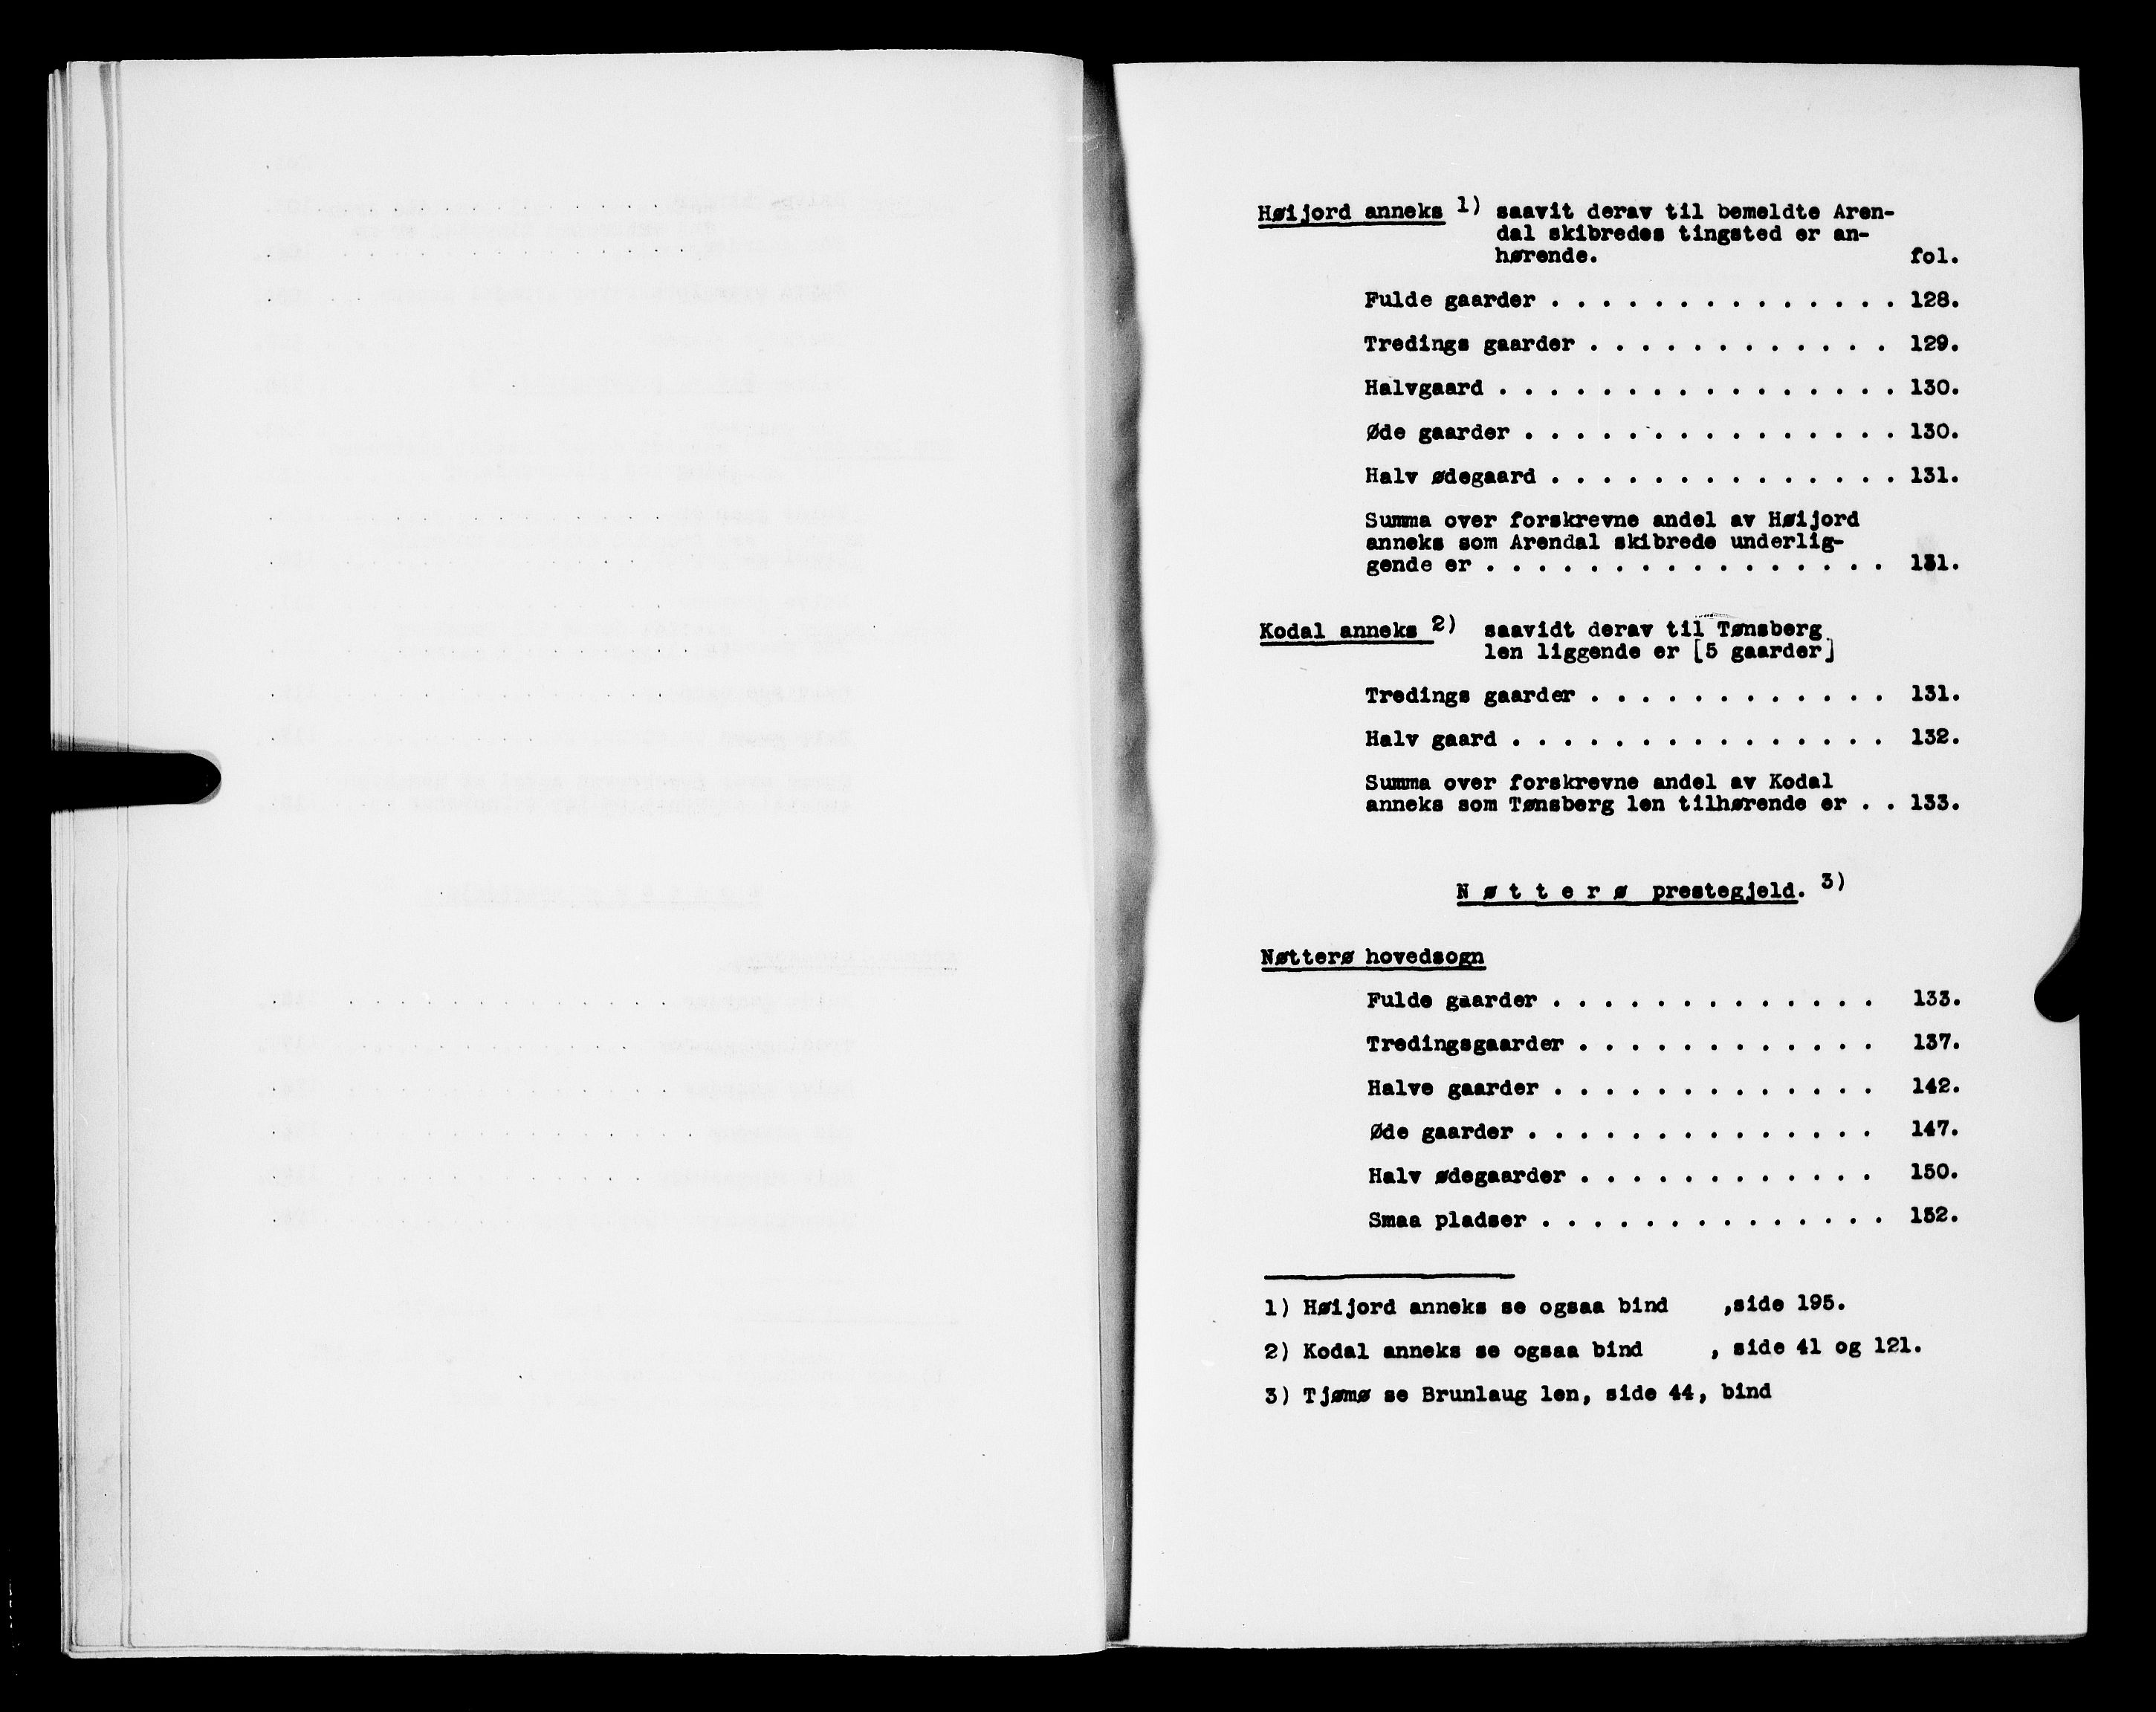 Høijord anneks 1) saavit derav til bemeldte Aren-
dal skibredes tingsted er an-
hørende. fol.
Fulde gaarder . . . . . . . . . . . . . . 128.
Tredings gaarder . . . . . . . . . . . . 129.
Halvgaard . . . . . . . . . . . . . . . . 130.
Øde gaarder . . . . . . . . . . . . . . . 130.
Halv ødegaard . . . . . . . . . . . . . . 131.
Summa over forskrevne andel av Høijord
anneks som Arendal skibrede underlig-
gende er . . . . . . . . . . . . . . . . 131.
Kodal anneks 2) saavidt derav til Tønsberg
len liggende er [5 gaarder]
Tredings gaarder . . . . . . . . . . . . 131.
Halv gaard . . . . . . . . . . . . . . . 132.
Summa over forskrevne andel av Kodal
anneks som Tønsberg len tilhørende er . . 133.
N ø t t e r ø prestegjeld. 3)
Nøtterø hovedsogn
Fulde gaarder . . . . . . . . . . . . . 133.
Tredingsgaarder . . . . . . . . . . . . 137.
Halve gaarder . . . . . . . . . . . . . 142.
Øde gaarder . . . . . . . . . . . . . . 147.
Halv ødegaarder . . . . . . . . . . . . 150.
Smaa pladser . . . . . . . . . . . . . . 152.
1) Høijord anneks se ogsaa bind ,side 195.
2) Kodal anneks se ogsaa bind , side 41 og 121.
3) Tjømø se Brunlaug len, side 44, bind